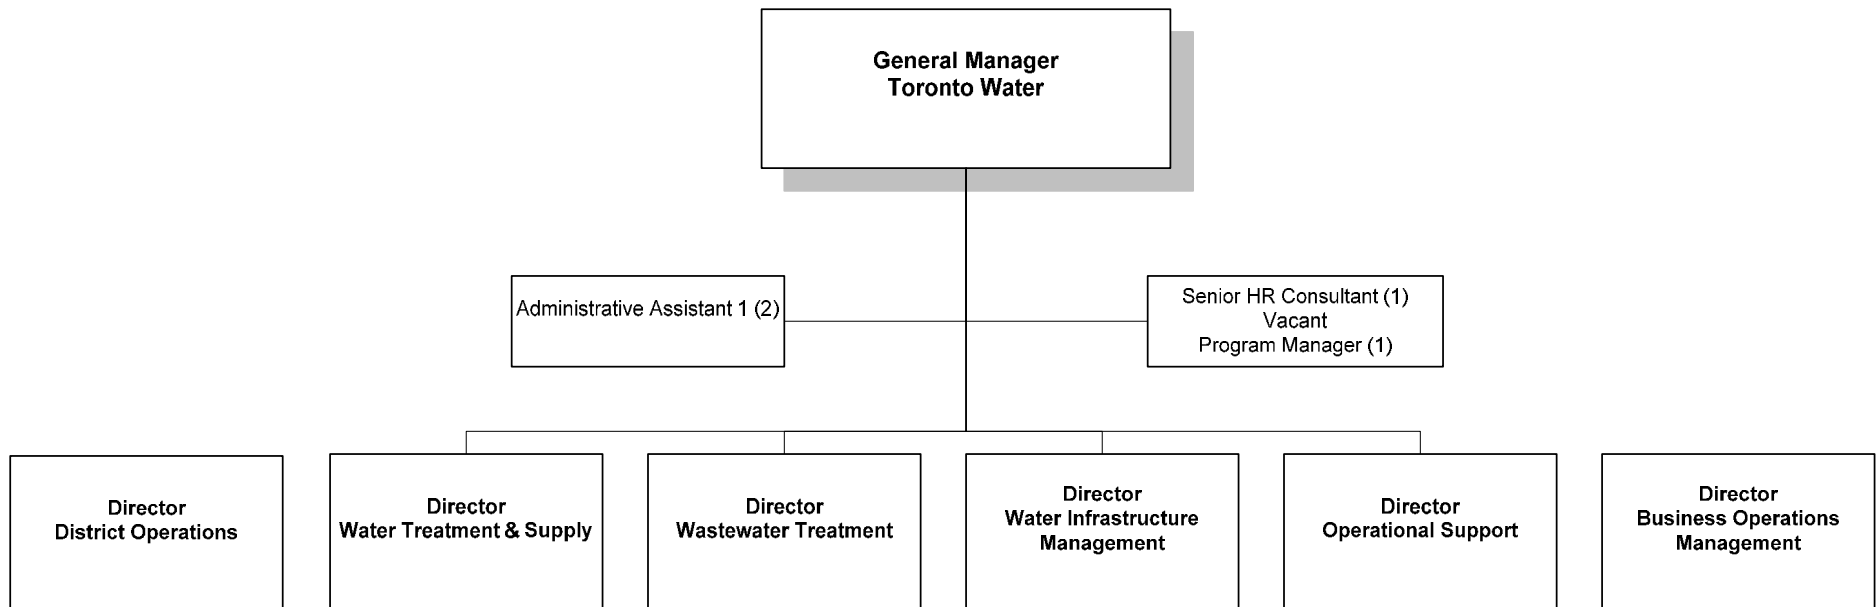 General Manager
Toronto Water
Administrative Assistant 1 (2)
Senior HR Consultant (1)
Vacant
Program Manager (1)
Director
District Operations
Director
Water Treatment & Supply
Director
Wastewater Treatment
Director
Water Infrastructure
Management
Director
Operational Support
Director
Business Operations
Management